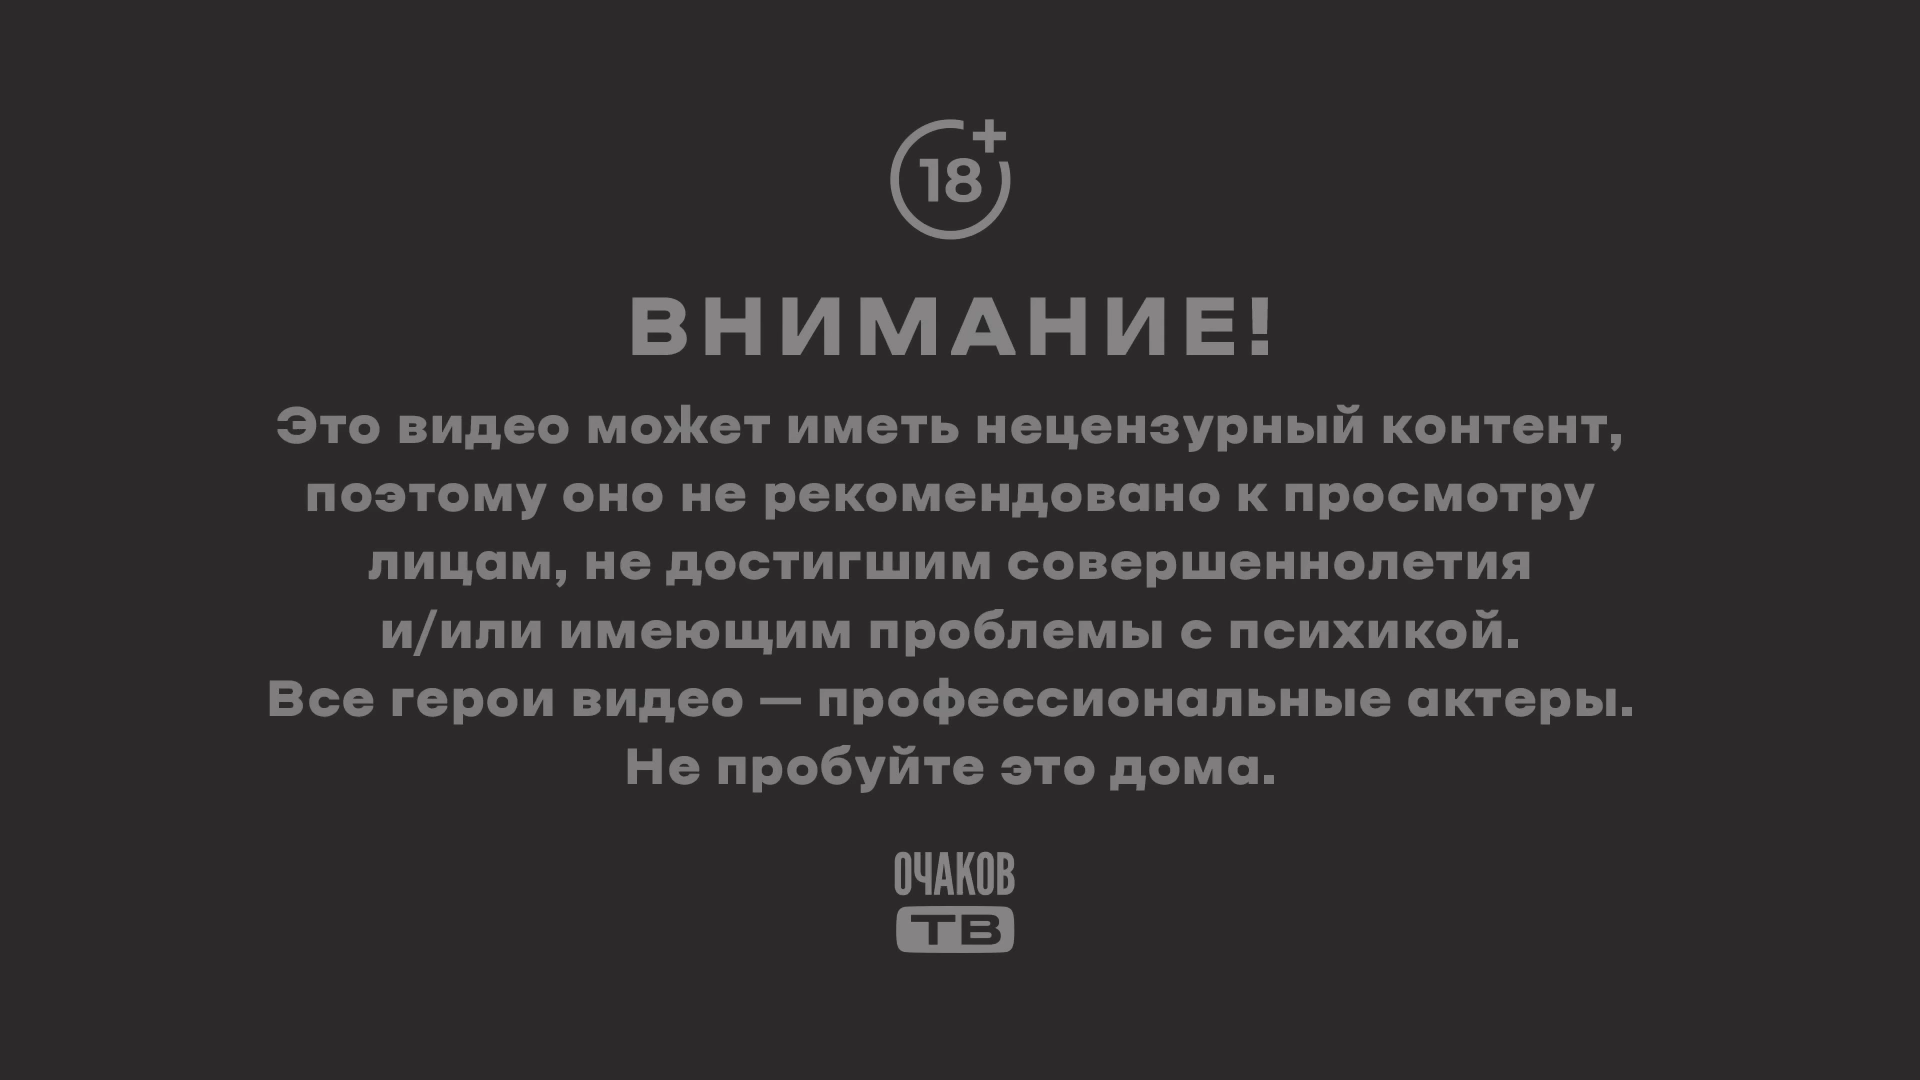 18+
ВНИМАНИЕ!
Это видео может иметь нецензурный контент,
поэтому оно не рекомендовано к просмотру
лицам, не достигшим совершеннолетия
и/или имеющим проблемы с психикой.
Все герои видео — профессиональные актеры.
Не пробуйте это дома.
ОЧАКОВ
ТВ